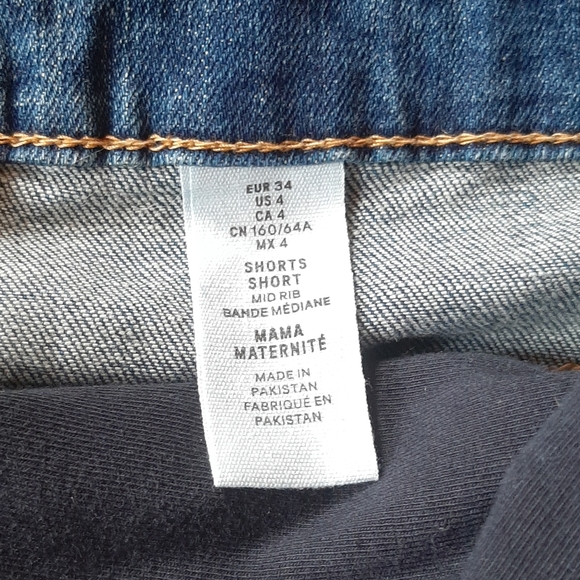 EUR 34
US 4
CA 4
CN 160/64A
MX 4
SHORTS
SHORT
MID RIB
BANDE MÉDIANE
MAMA
MATERNITÉ
MADE IN
PAKISTAN
FABRIQUÉ EN
PAKISTAN